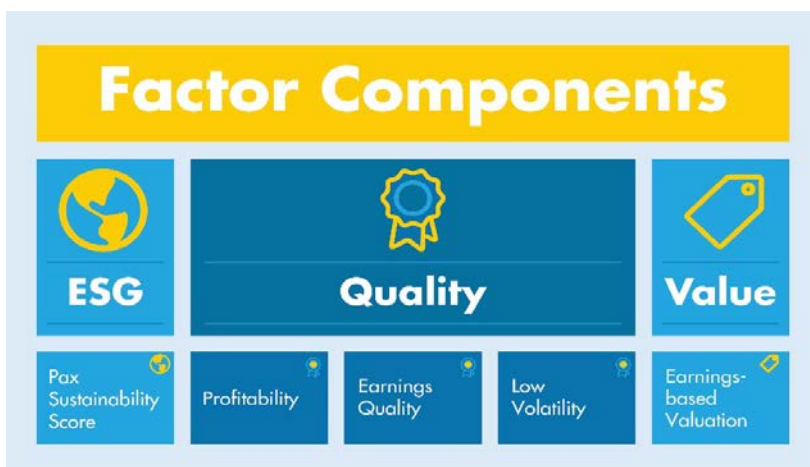 Factor Components
ESG
Quality
Value
Pax
Sustainability
Score
Profitability
Earnings
Quality
Low
Volatility
Earnings-
based
Valuation